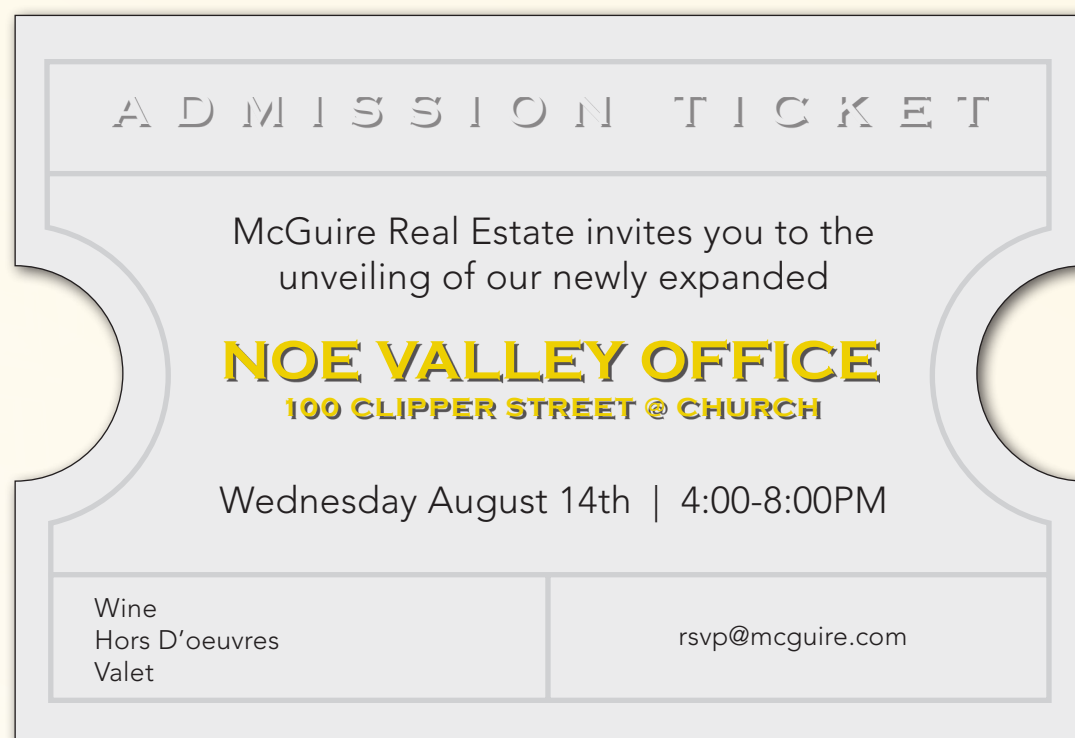 ADMISSION TICKET
McGuire Real Estate invites you to the
unveiling of our newly expanded
NOE VALLEY OFFICE
100 CLIPPER STREET @ CHURCH
Wednesday August 14th | 4:00-8:00PM
Wine
Hors D’oeuvres
Valet
rsvp@mcguire.com